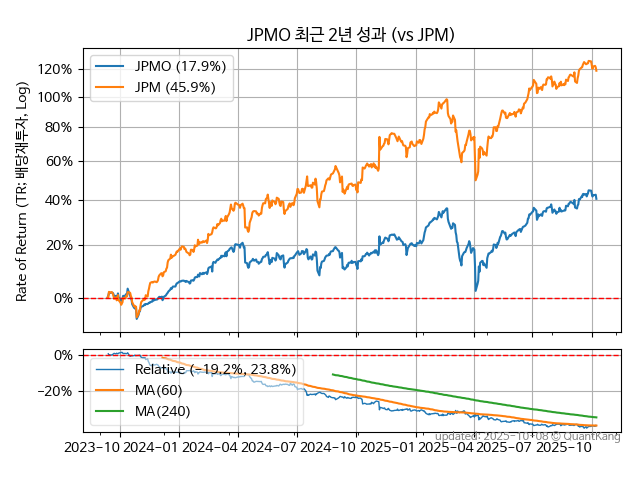 JPMO 최근 2년 성과 (vs JPM)
Rate of Return (TR: 배당재투자, Log)
120%
100%
80%
60%
40%
20%
0%
JPMO (17.9%)
JPM (45.9%)
0%
−20%
Relative (−19.2%, 23.8%)
MA(60)
MA(240)
updated: 2025-10-08 © QuantKang
2023-10 2024-01 2024-04 2024-07 2024-10 2025-01 2025-04 2025-07 2025-10